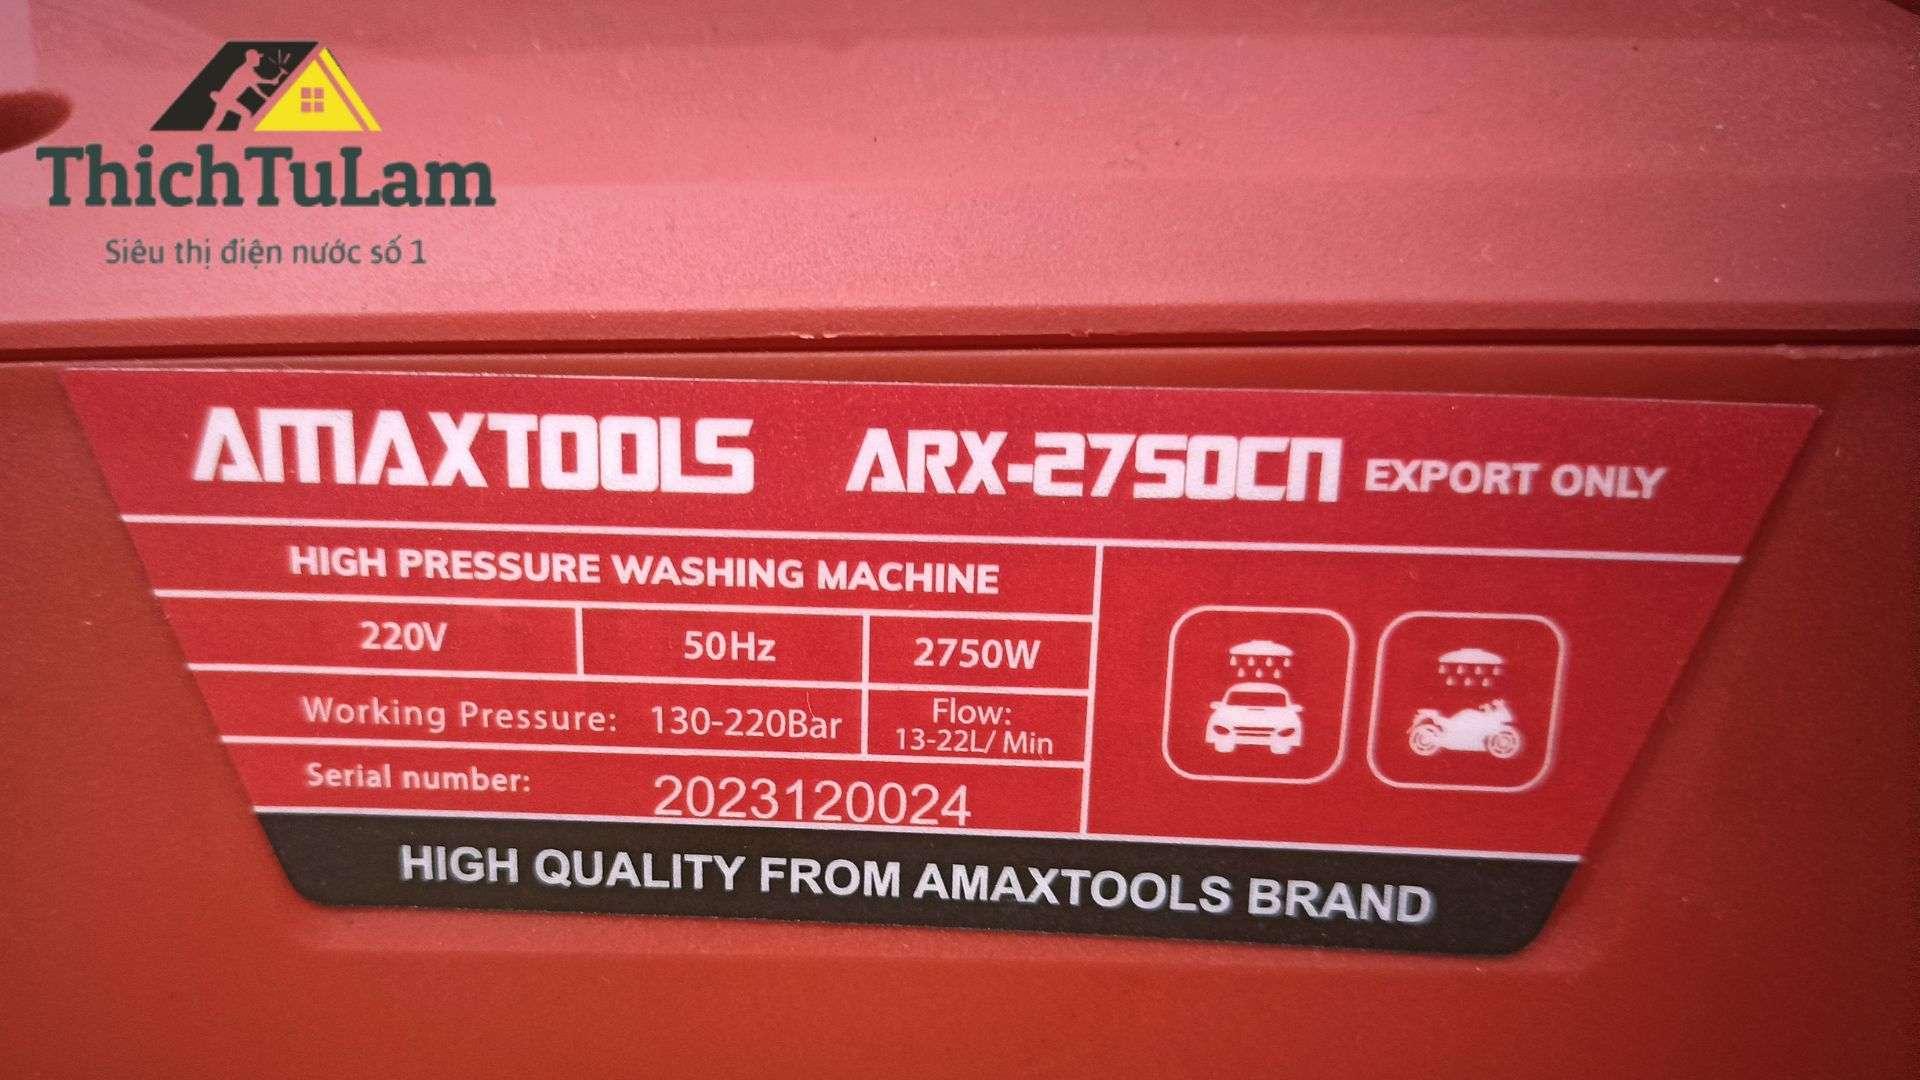 ThichTuLam
Siêu thị điện nước số 1
AMAXTOOLS ARX-2750CN EXPORT ONLY
HIGH PRESSURE WASHING MACHINE
220V 50Hz 2750W
Working Pressure: 130-220Bar
Flow:
13-22L/ Min
Serial number: 2023120024
HIGH QUALITY FROM AMAXTOOLS BRAND